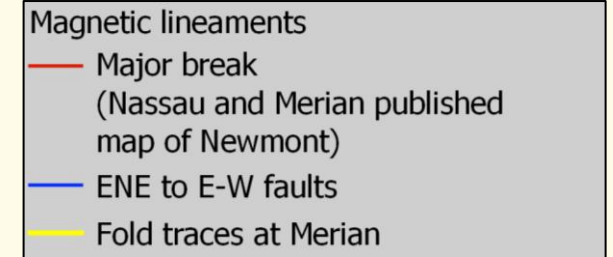 Magnetic lineaments
Major break
(Nassau and Merian published
map of Newmont)
ENE to E-W faults
Fold traces at Merian